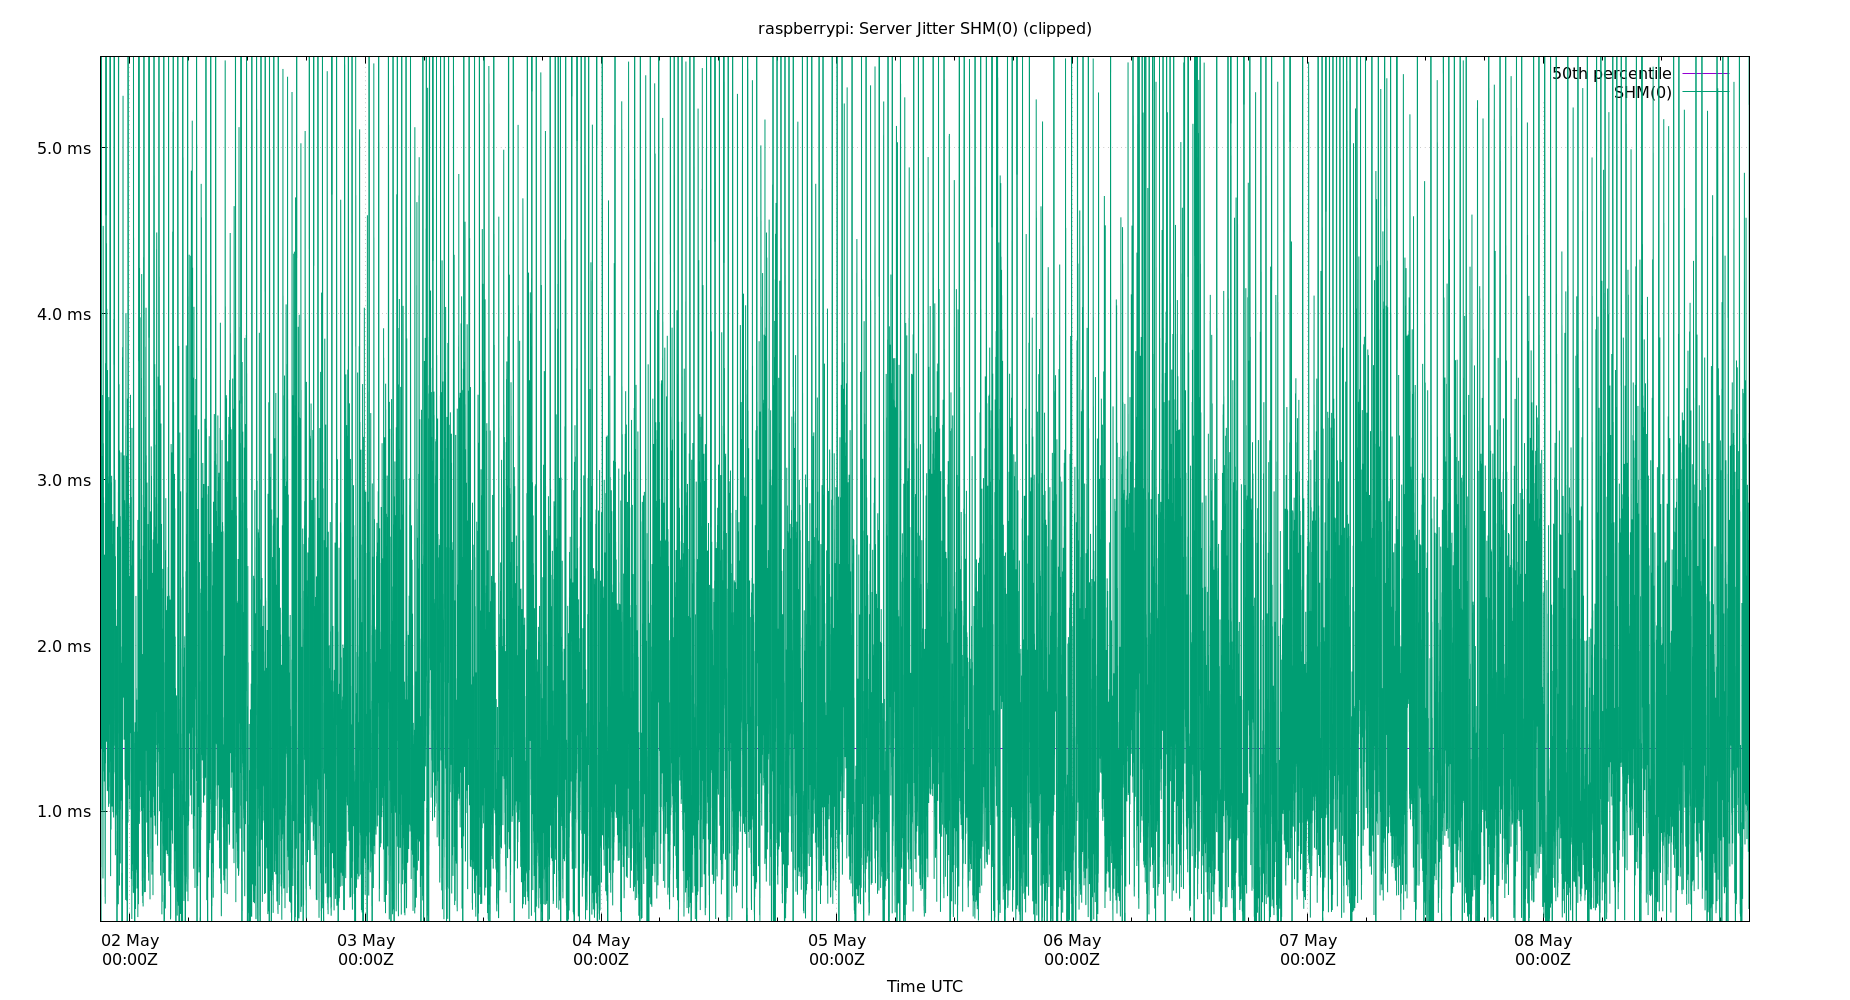 raspberrypi: Server Jitter SHM(0) (clipped)
50th percentile
SHM(0)
5.0 ms
4.0 ms
3.0 ms
2.0 ms
1.0 ms
02 May 03 May 04 May 05 May 06 May 07 May 08 May
00:00Z 00:00Z 00:00Z 00:00Z 00:00Z 00:00Z 00:00Z
Time UTC